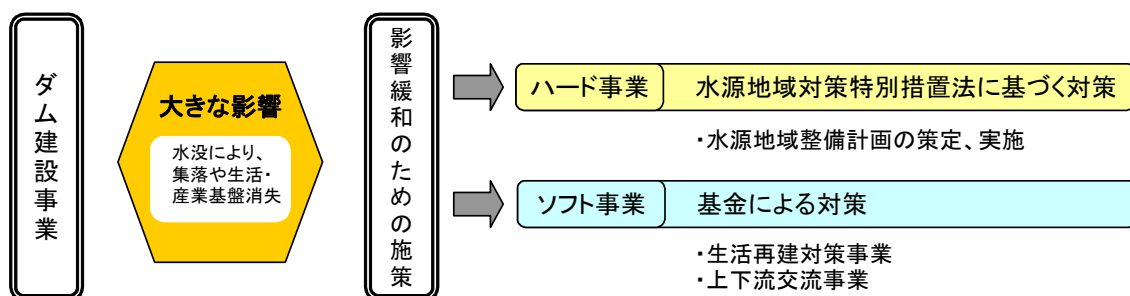 ダム建設事業
大きな影響
水没により、
集落や生活・
産業基盤消失
影響緩和のための施策
ハード事業 水源地域対策特別措置法に基づく対策
・水源地域整備計画の策定、実施
ソフト事業 基金による対策
・生活再建対策事業
・上下流交流事業